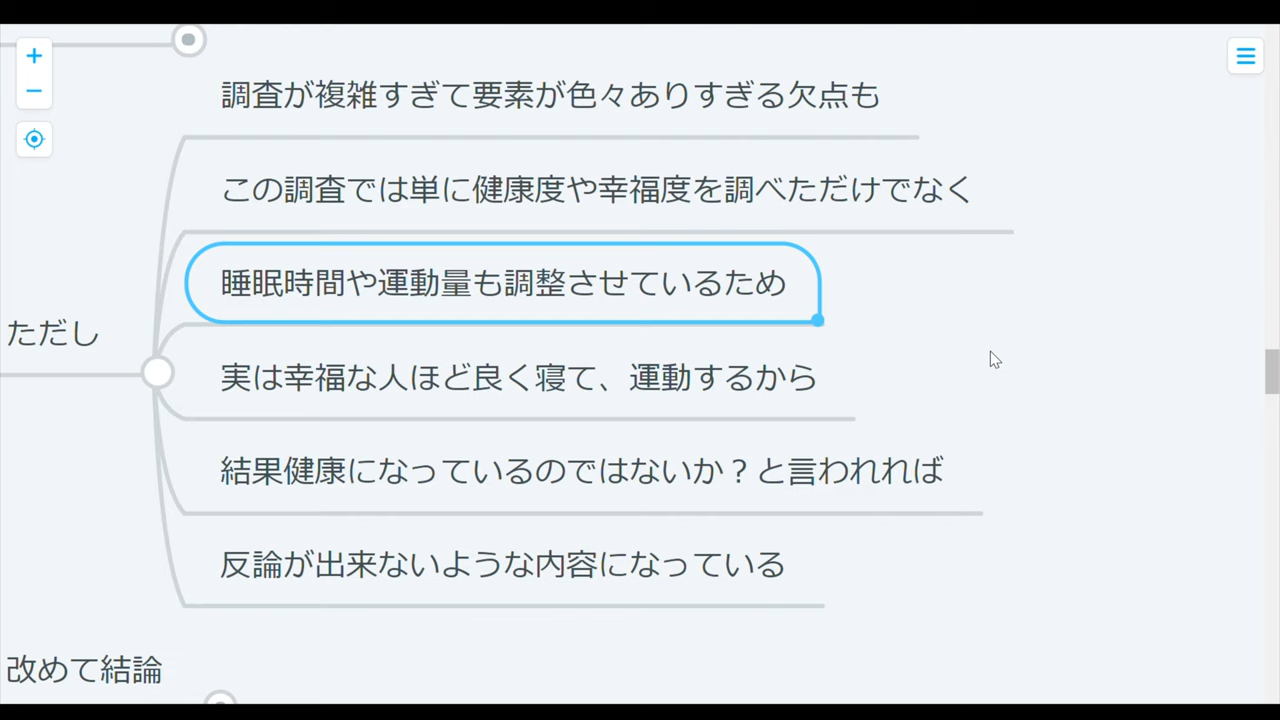 調査が複雑すぎて要素が色々ありすぎる欠点も
この調査では単に健康度や幸福度を調べただけでなく
睡眠時間や運動量も調整させているため
ただし
実は幸福な人ほど良く寝て、運動するから
結果健康になっているのではないか？と言われれば
反論が出来ないような内容になっている
改めて結論